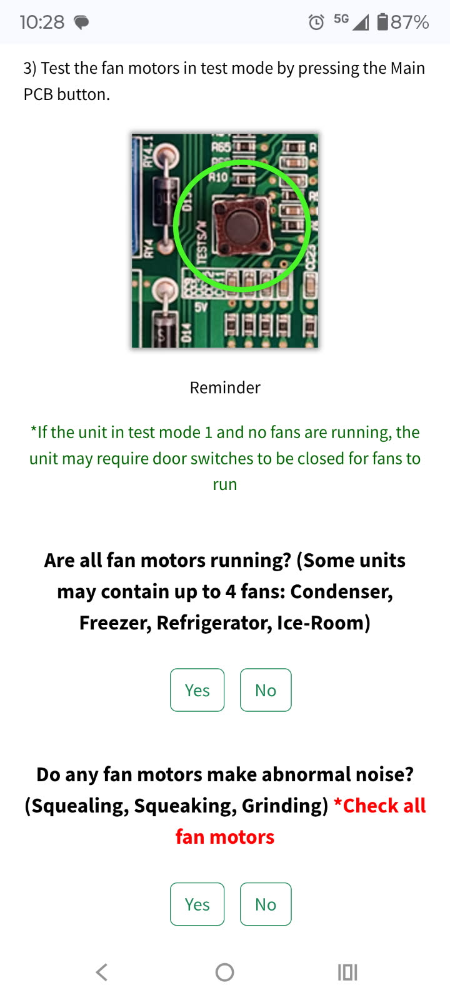 10:28
5G
87%
3) Test the fan motors in test mode by pressing the Main
PCB button.
RY4.1
R65
R10
R
D1
TEST S/W
RY4
CC23
5V
D14
S
Reminder
*If the unit in test mode 1 and no fans are running, the
unit may require door switches to be closed for fans to
run
Are all fan motors running? (Some units
may contain up to 4 fans: Condenser,
Freezer, Refrigerator, Ice-Room)
Yes
No
Do any fan motors make abnormal noise?
(Squealing, Squeaking, Grinding) *Check all
fan motors
Yes
No